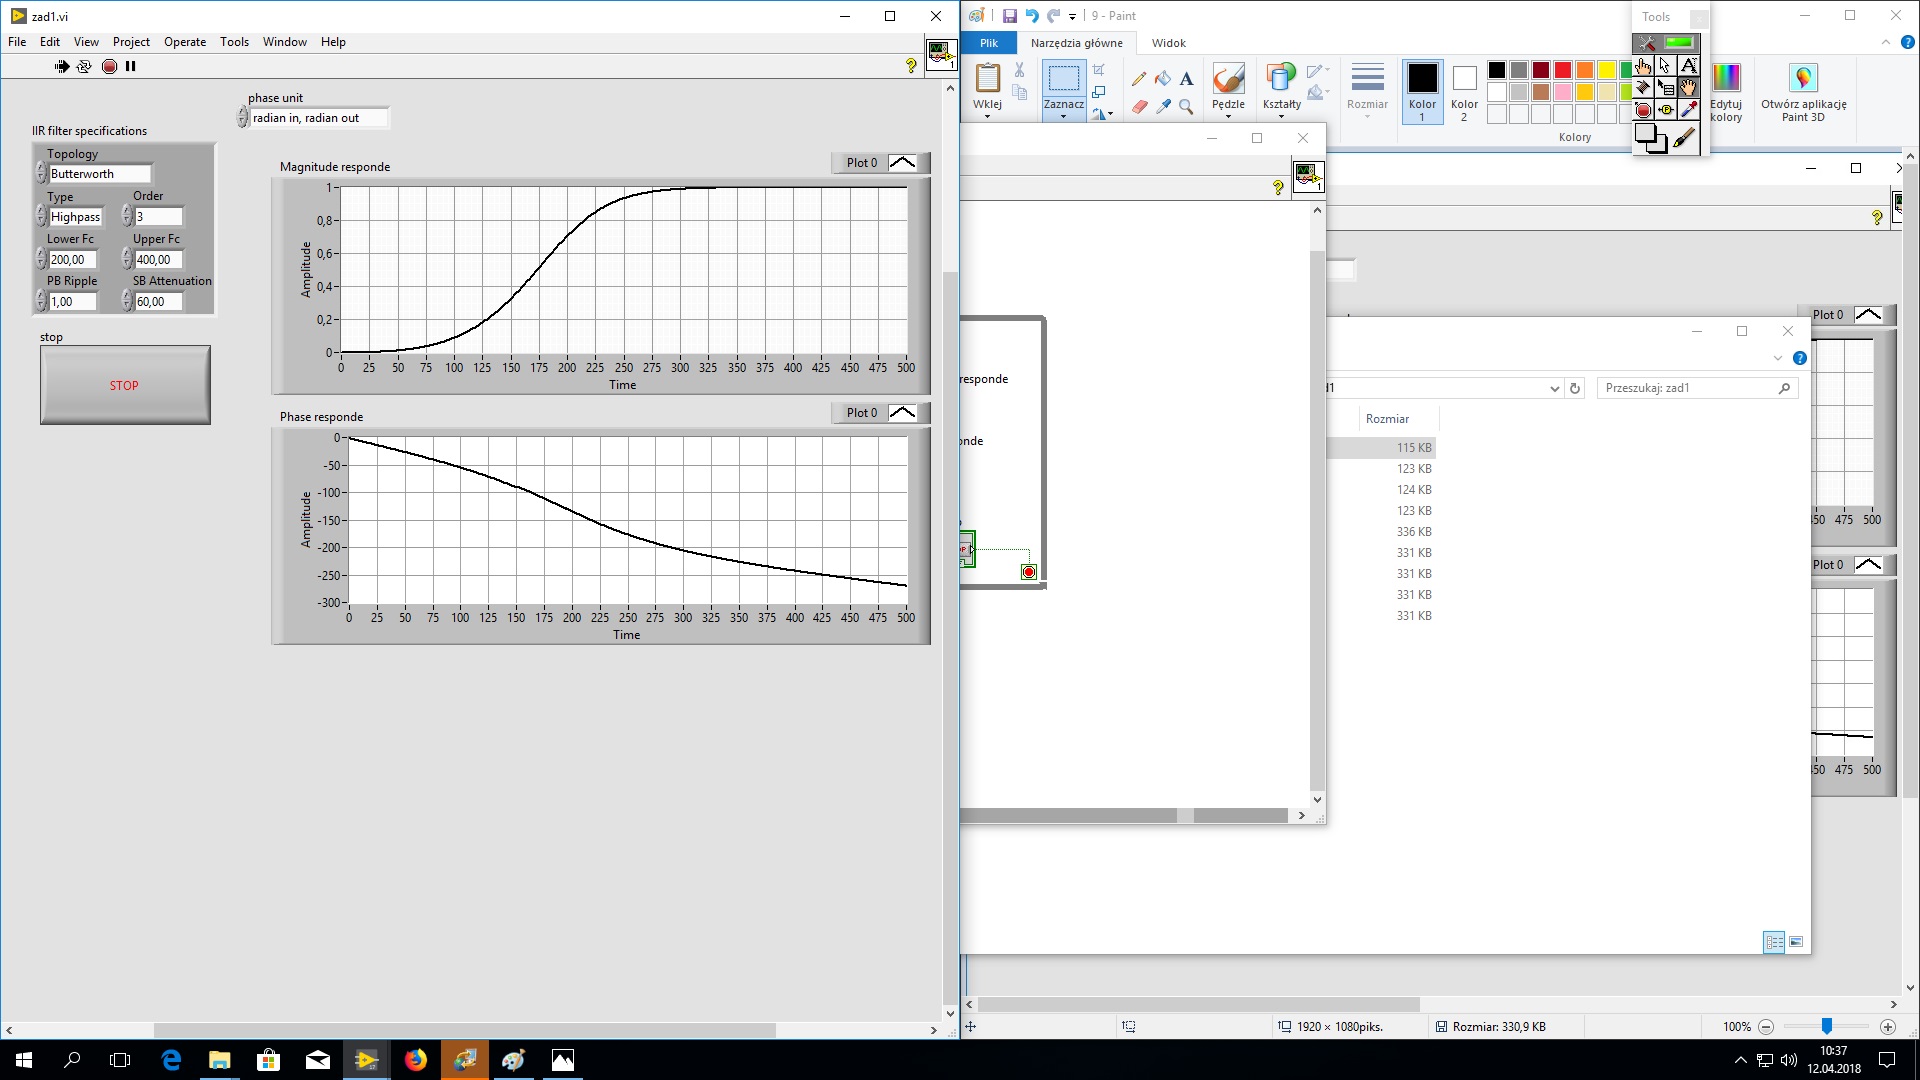 zad1.vi
File Edit View Project Operate Tools Window Help
phase unit
radian in, radian out
IIR filter specifications
Topology
Butterworth
Type Order
Highpass 3
Lower Fc Upper Fc
200,00 400,00
PB Ripple SB Attenuation
1,00 60,00
stop
STOP
Magnitude responde
Plot 0
Amplitude
1
0,8
0,6
0,4
0,2
0
0 25 50 75 100 125 150 175 200 225 250 275 300 325 350 375 400 425 450 475 500
Time
Phase responde
Plot 0
Amplitude
0
-50
-100
-150
-200
-250
-300
0 25 50 75 100 125 150 175 200 225 250 275 300 325 350 375 400 425 450 475 500
Time
9 - Paint
Plik Narzędzia główne Widok
Wklej
Zaznacz
Pędzle
Kształty
Rozmiar
Kolor 1
Kolor 2
Edytuj kolory
Otwórz aplikację Paint 3D
Kolory
Tools
responde
onde
Plot 0
Przeszukaj: zad1
Rozmiar
115 KB
123 KB
124 KB
123 KB
336 KB
331 KB
331 KB
331 KB
331 KB
450 475 500
Plot 0
450 475 500
1920 × 1080piks.
Rozmiar: 330,9 KB
100%
10:37
12.04.2018